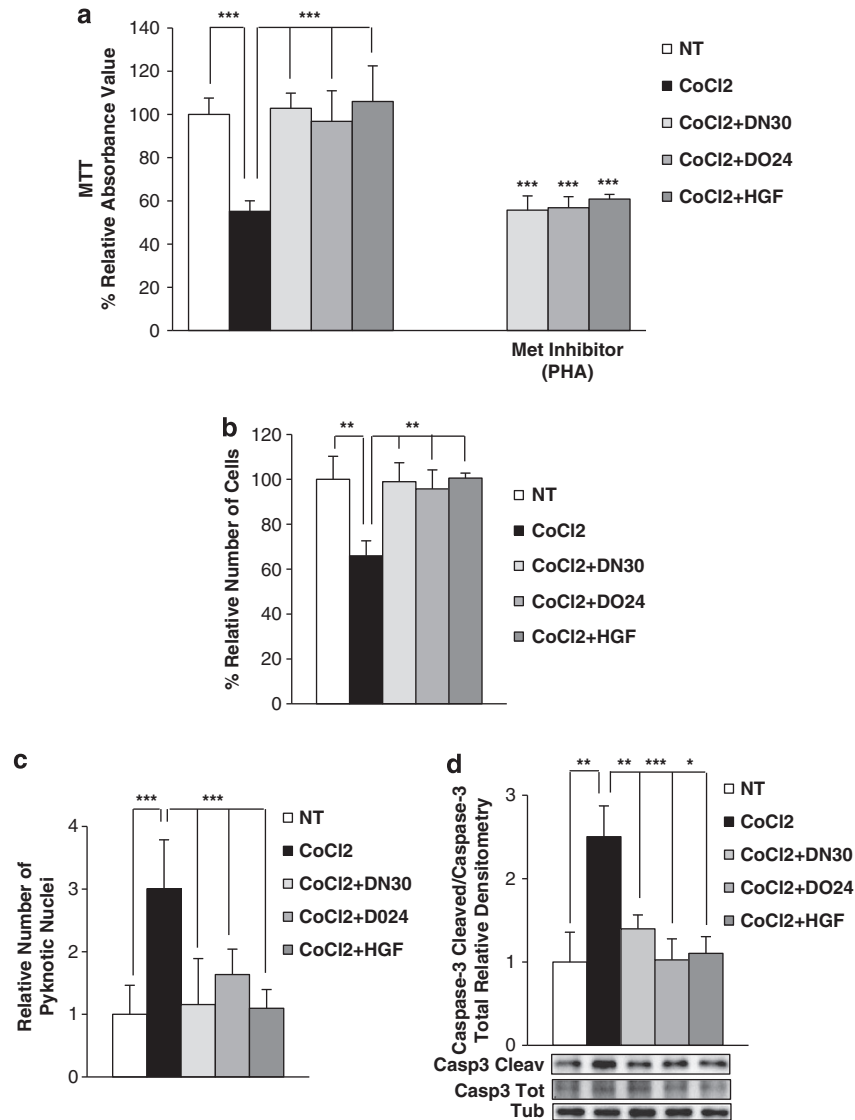 a
MTT
% Relative Absorbance Value
140
120
100
80
60
40
20
0
***
***
***
***
***
Met Inhibitor
(PHA)
NT
CoCl2
CoCl2+DN30
CoCl2+DO24
CoCl2+HGF
b
% Relative Number of Cells
120
100
80
60
40
20
0
**
**
NT
CoCl2
CoCl2+DN30
CoCl2+DO24
CoCl2+HGF
c
Relative Number of
Pyknotic Nuclei
4
3
2
1
0
***
***
NT
CoCl2
CoCl2+DN30
CoCl2+D024
CoCl2+HGF
d
Caspase-3 Cleaved/Caspase-3
Total Relative Densitometry
3
2
1
0
**
**
***
*
NT
CoCl2
CoCl2+DN30
CoCl2+DO24
CoCl2+HGF
Casp3 Cleav
Casp3 Tot
Tub